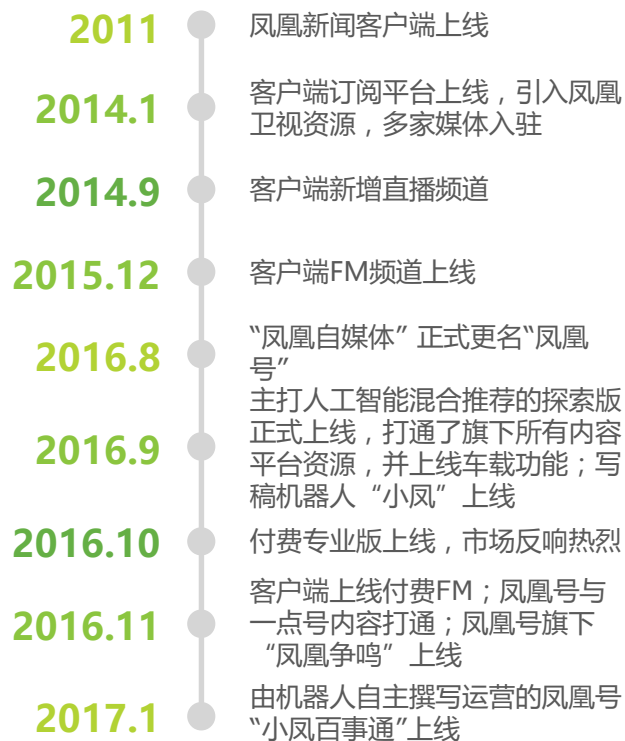 2011
凤凰新闻客户端上线
2014.1
客户端订阅平台上线，引入凤凰
卫视资源，多家媒体入驻
2014.9
客户端新增直播频道
2015.12
客户端FM频道上线
2016.8
“凤凰自媒体” 正式更名“凤凰
号”
2016.9
主打人工智能混合推荐的探索版
正式上线，打通了旗下所有内容
平台资源，并上线车载功能；写
稿机器人“小凤”上线
2016.10
付费专业版上线，市场反响热烈
2016.11
客户端上线付费FM；凤凰号与
一点号内容打通；凤凰号旗下
“凤凰争鸣”上线
2017.1
由机器人自主撰写运营的凤凰号
“小凤百事通”上线